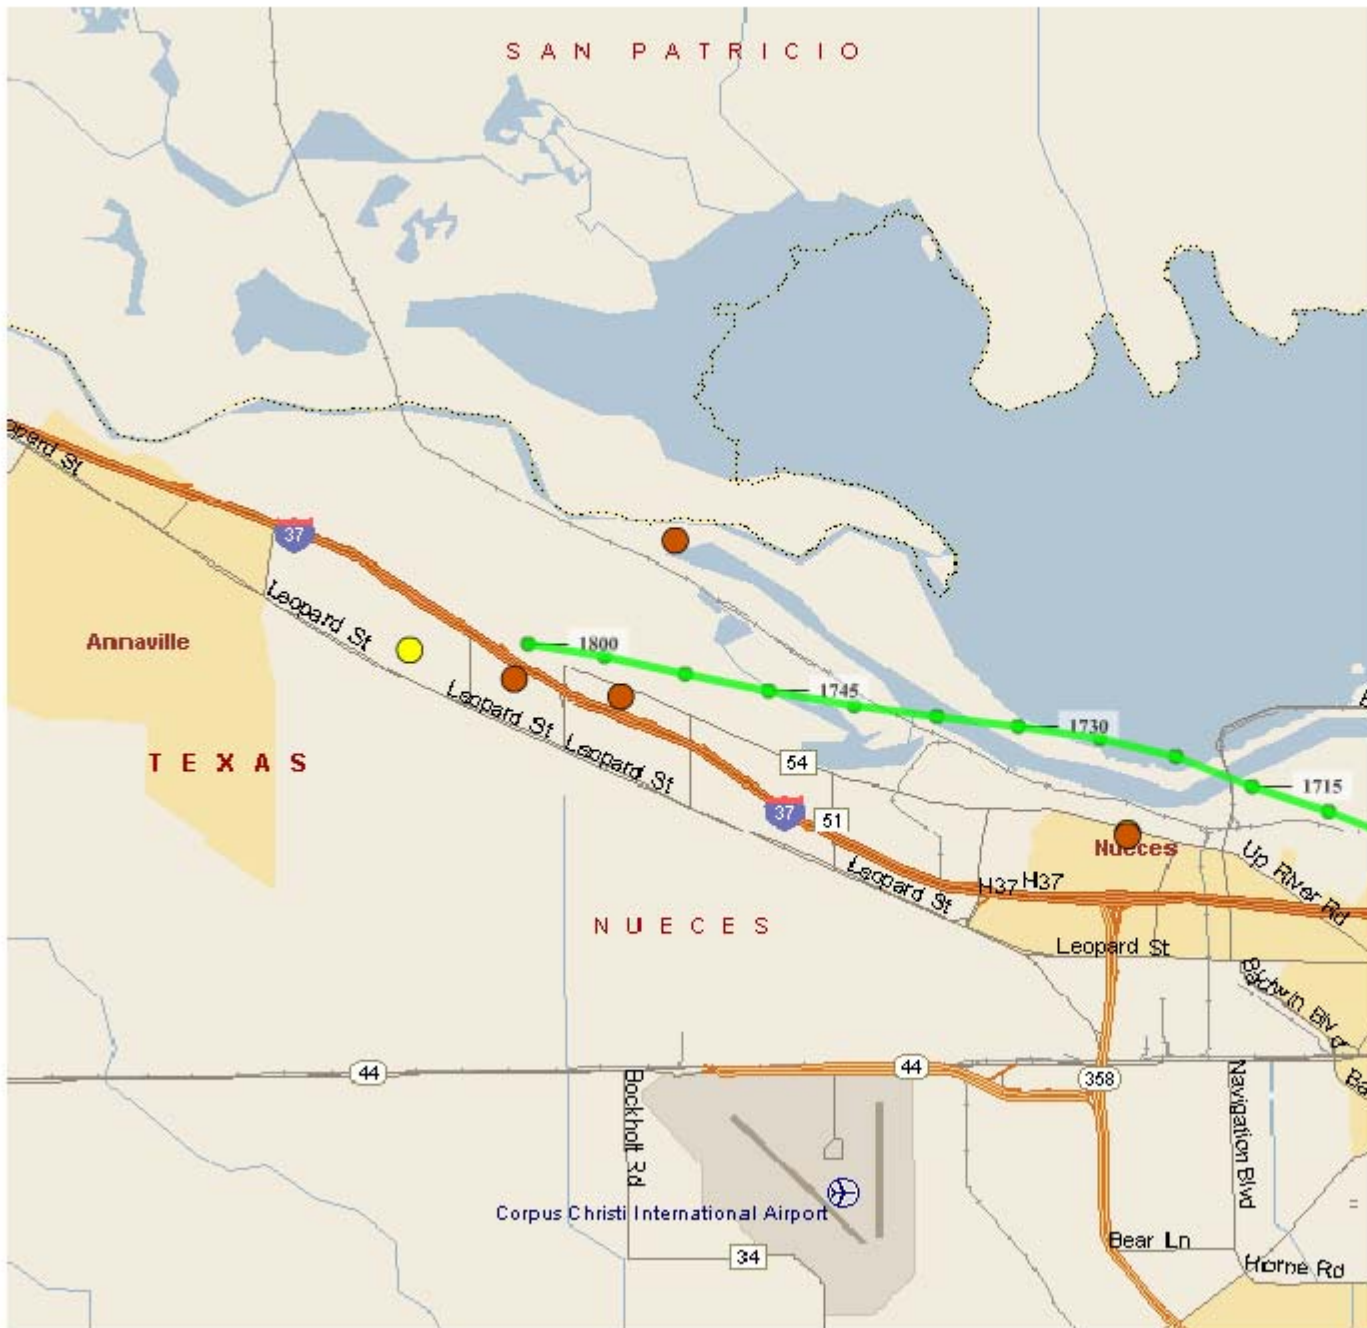 SAN PATRICIO
opard St
37
Leopard St
Annaville
1800
Leopard St
Leopard St
1745
1730
1715
TEXAS
54
37
51
Nueces
Leopard St
H37 H37
Up River Rd
NUECES
Leopard St
Baldwin Blvd
44
44
358
Ba
Bockholt Rd
Navigation Blvd
Corpus Christi International Airport
34
Bear Ln
Horne Rd